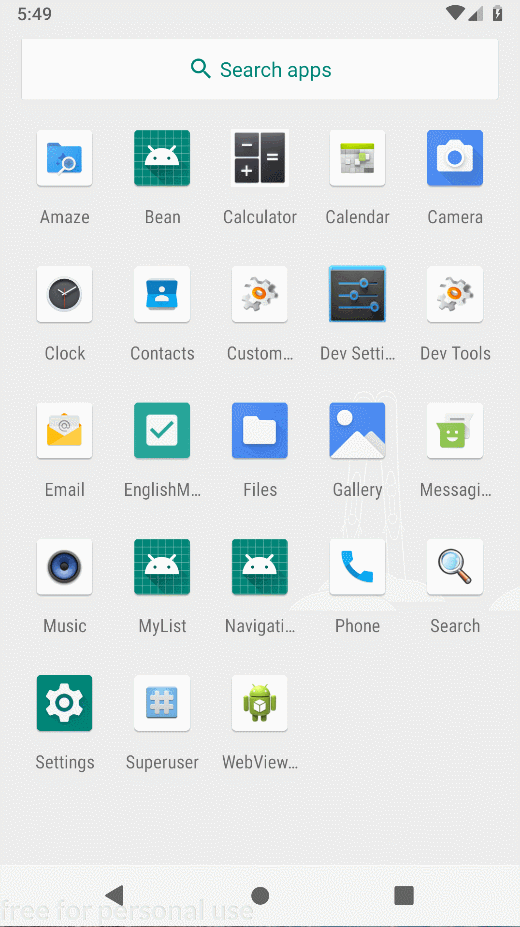 5:49
Search apps
Amaze Bean Calculator Calendar Camera
Clock Contacts Custom… Dev Setti… Dev Tools
Email EnglishM… Files Gallery Messagi…
Music MyList Navigati… Phone Search
Settings Superuser WebView…
free for personal use